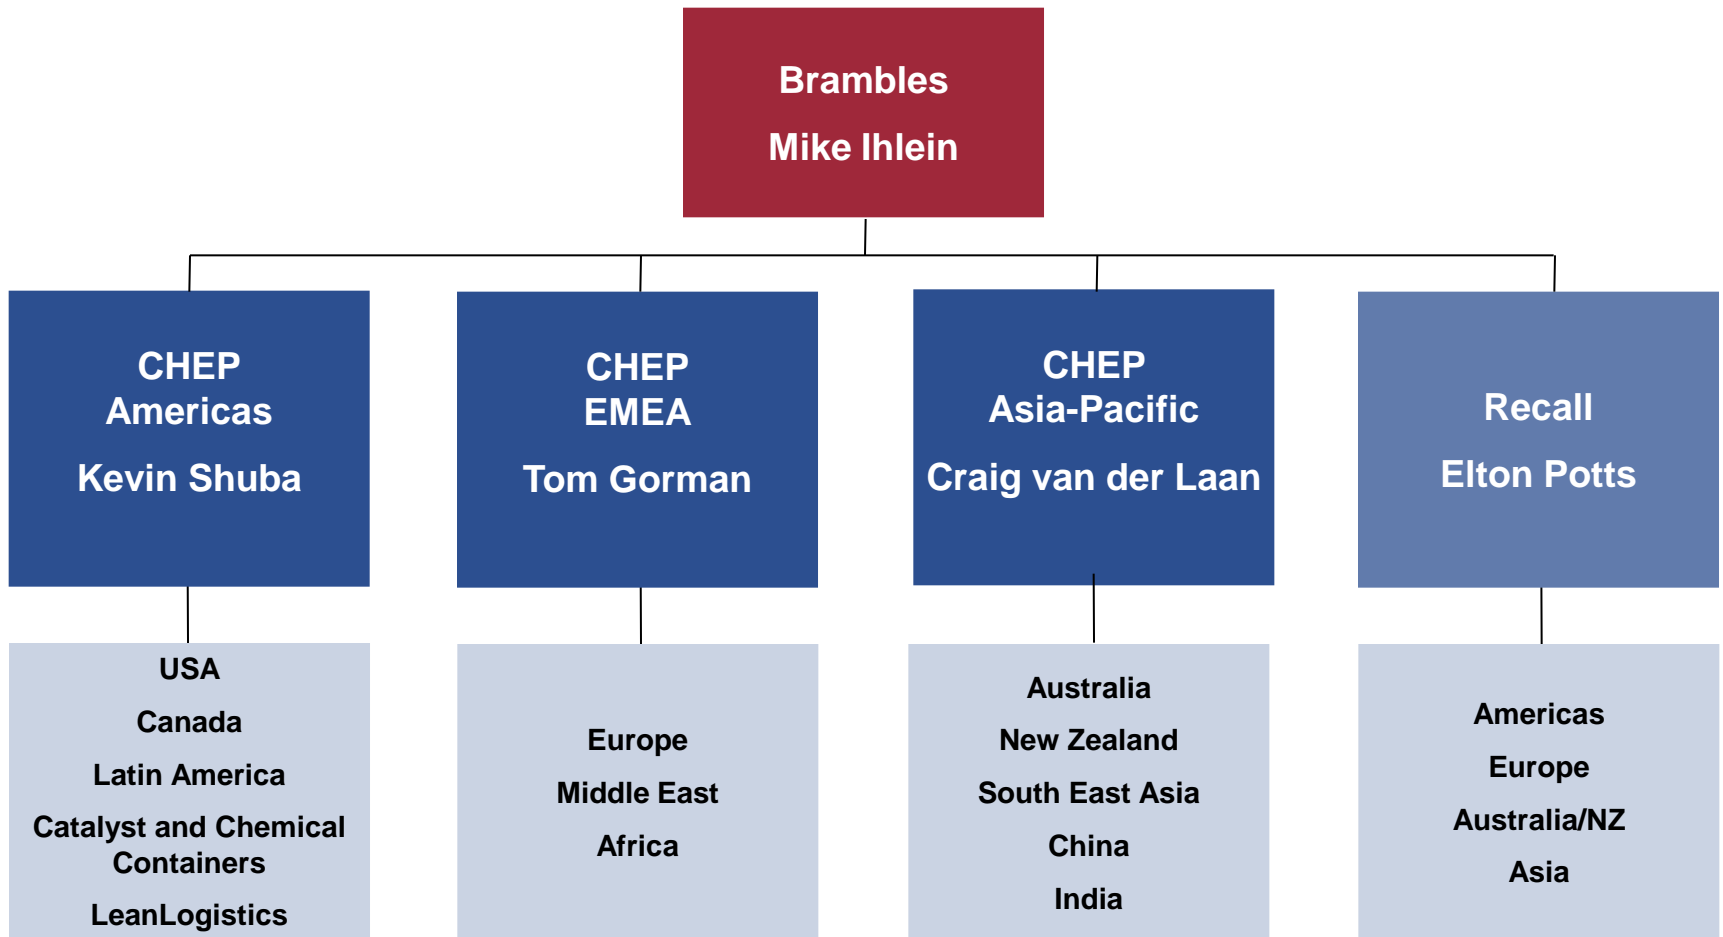 Brambles
Mike Ihlein
CHEP
Americas
Kevin Shuba
CHEP
EMEA
Tom Gorman
CHEP
Asia-Pacific
Craig van der Laan
Recall
Elton Potts
USA
Canada
Latin America
Catalyst and Chemical
Containers
LeanLogistics
Europe
Middle East
Africa
Australia
New Zealand
South East Asia
China
India
Americas
Europe
Australia/NZ
Asia